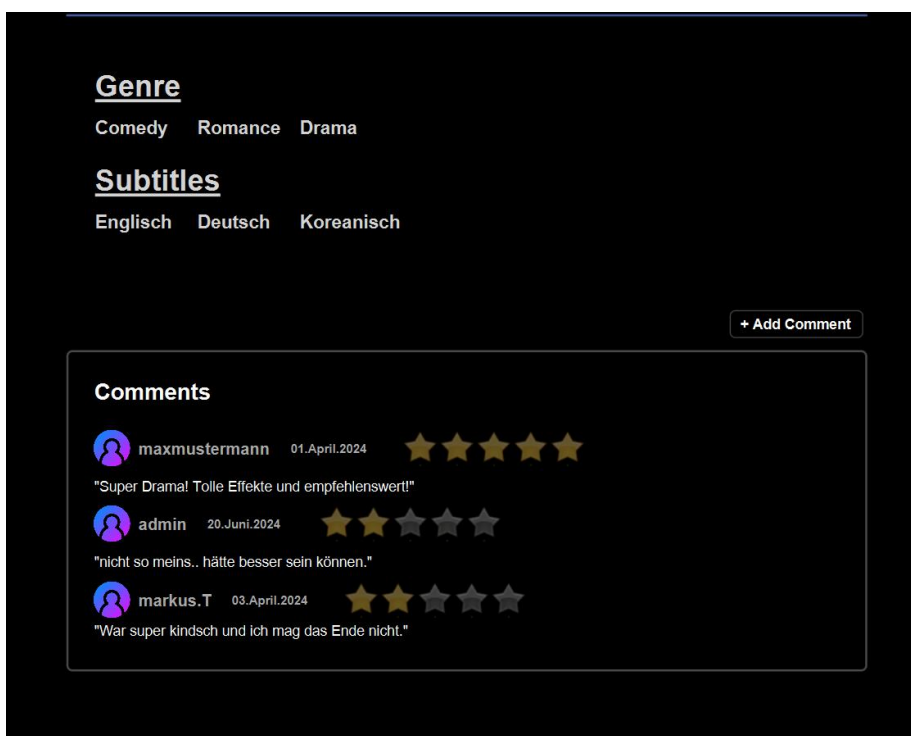 Genre
Comedy Romance Drama
Subtitles
Englisch Deutsch Koreanisch
+ Add Comment
Comments
maxmustermann 01.April.2024
"Super Drama! Tolle Effekte und empfehlenswert!"
admin 20.Juni.2024
"nicht so meins.. hätte besser sein können."
markus.T 03.April.2024
"War super kindsch und ich mag das Ende nicht."